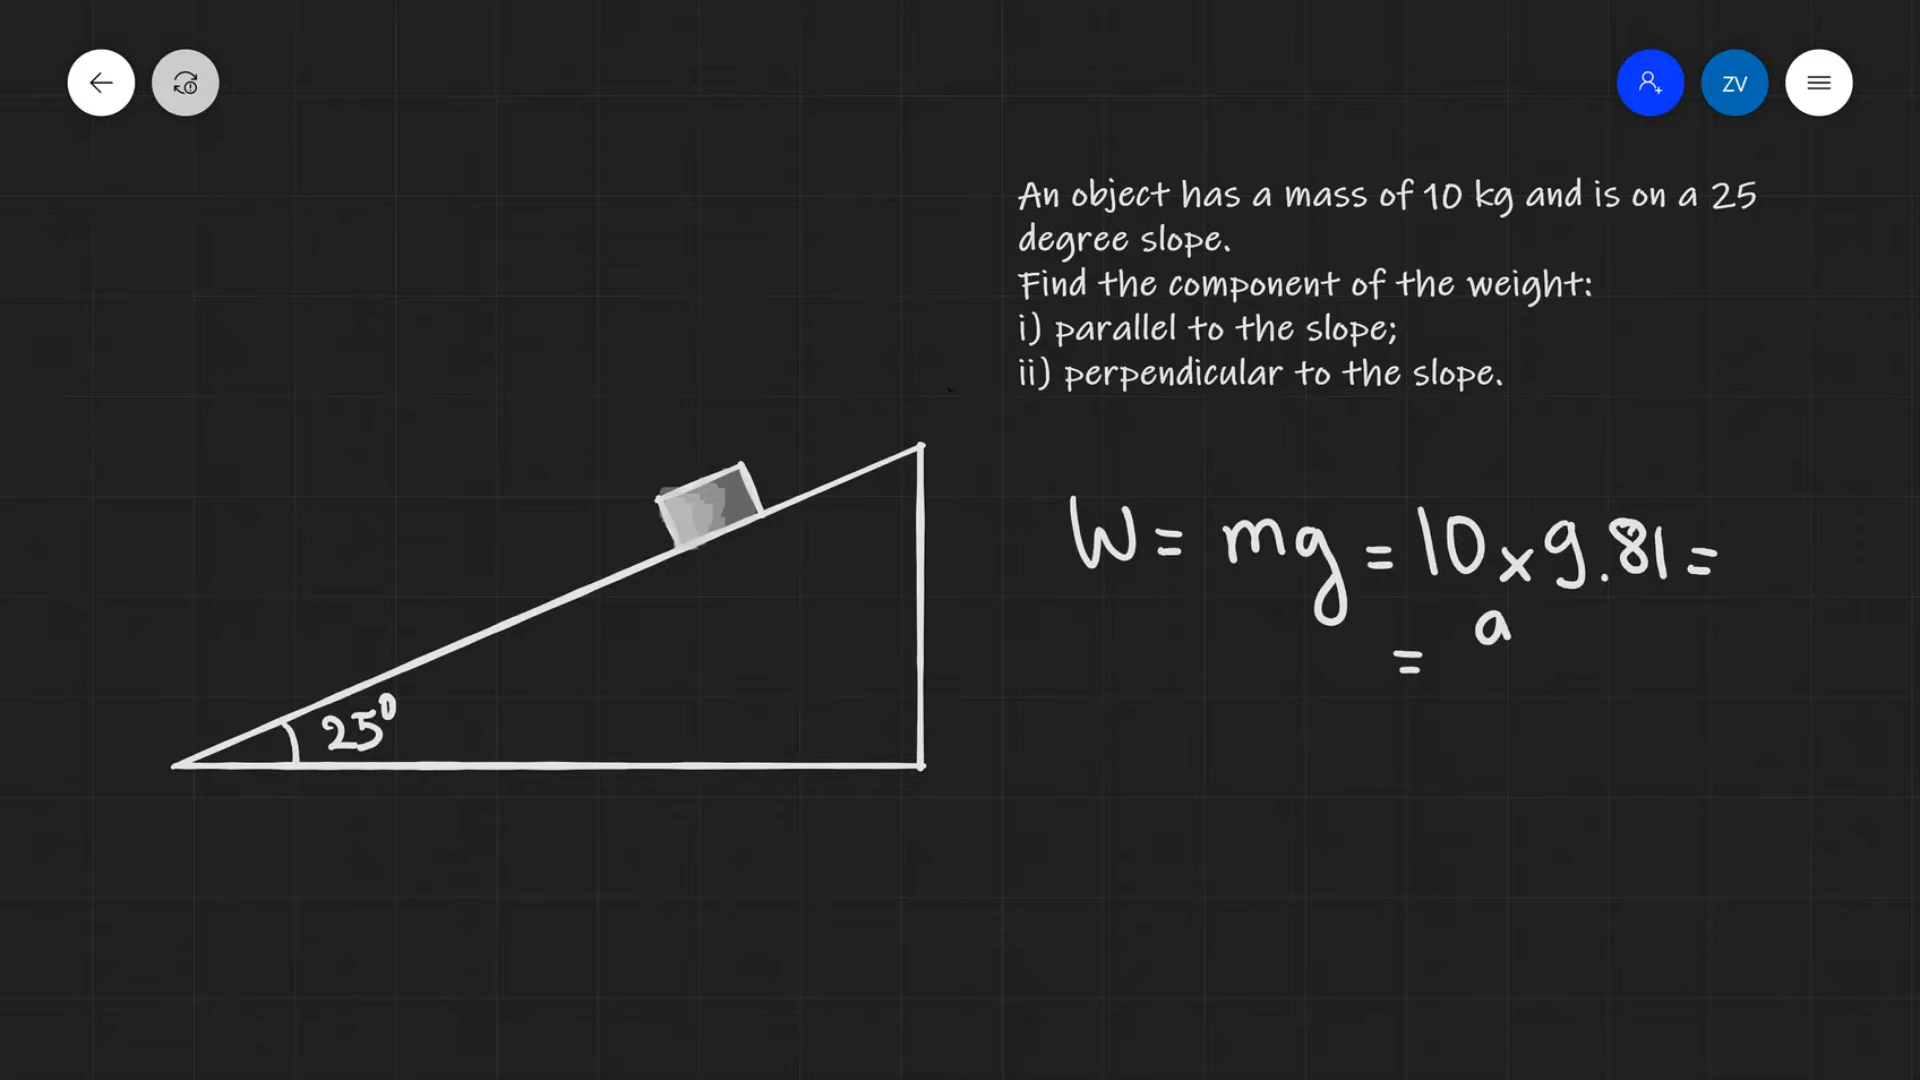 ZV
An object has a mass of 10 kg and is on a 25
degree slope.
Find the component of the weight:
i) parallel to the slope;
ii) perpendicular to the slope.
W = mg = 10 x 9.81 =
= a
25°